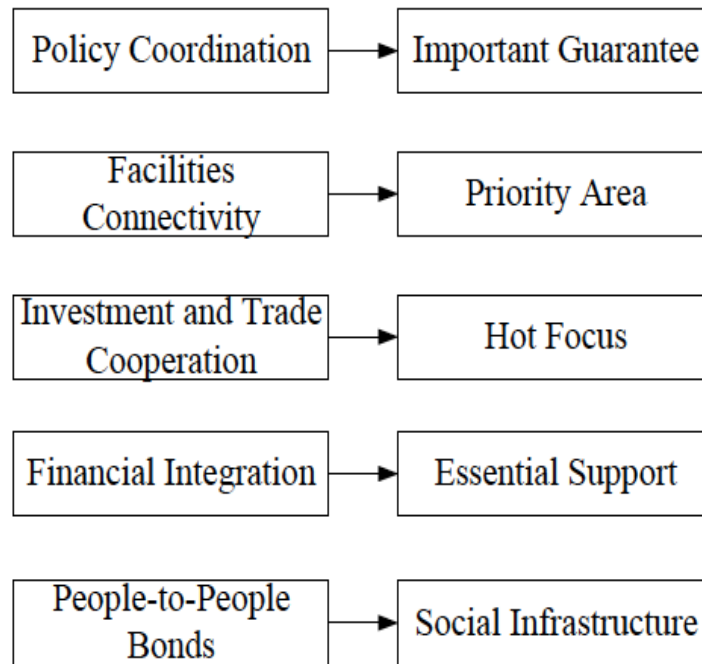 Policy Coordination
Important Guarantee
Facilities
Connectivity
Priority Area
Investment and Trade
Cooperation
Hot Focus
Financial Integration
Essential Support
People-to-People
Bonds
Social Infrastructure